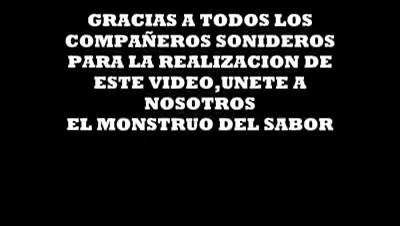 GRACIAS A TODOS LOS
COMPAÑEROS SONIDEROS
PARA LA REALIZACION DE
ESTE VIDEO,UNETE A
NOSOTROS
EL MONSTRUO DEL SABOR